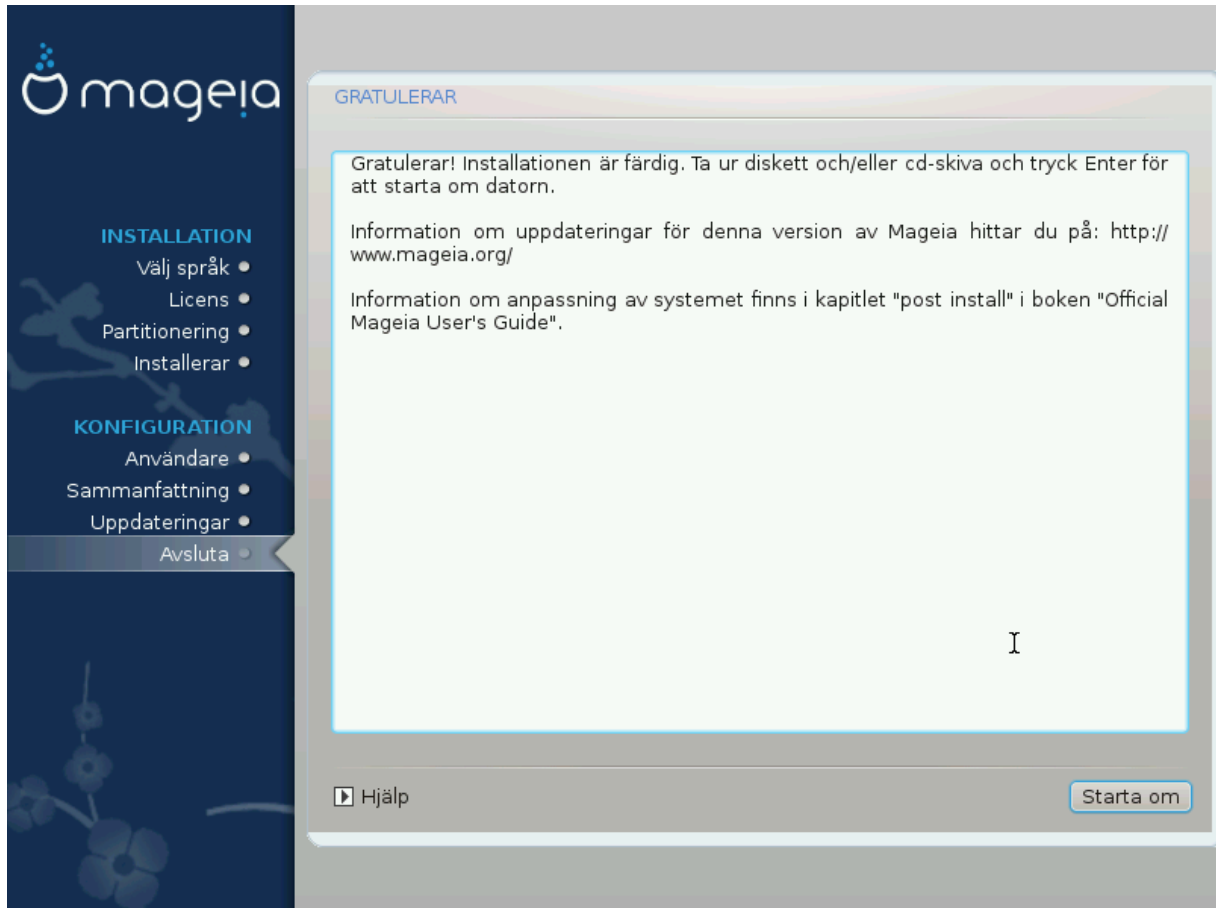 mageia
INSTALLATION
Välj språk
Licens
Partitionering
Installerar
KONFIGURATION
Användare
Sammanfattning
Uppdateringar
Avsluta
GRATULERAR
Gratulerar! Installationen är färdig. Ta ur diskett och/eller cd-skiva och tryck Enter för
att starta om datorn.
Information om uppdateringar för denna version av Mageia hittar du på: http://
www.mageia.org/
Information om anpassning av systemet finns i kapitlet "post install" i boken "Official
Mageia User's Guide".
Hjälp
Starta om